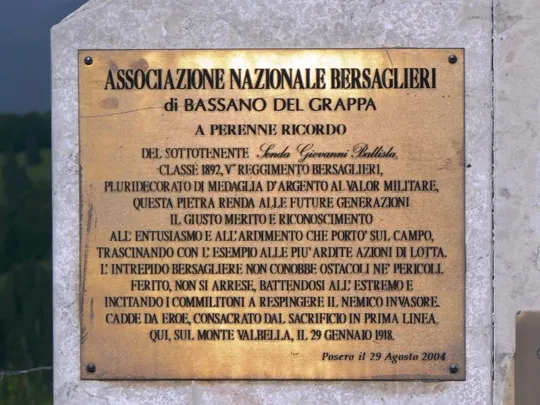 ASSOCIAZIONE NAZIONALE BERSAGLIERI
di BASSANO DEL GRAPPA
A PERENNE RICORDO
DEL SOTTOTENENTE Sonda Giovanni Battista,
CLASSE 1892, V° REGGIMENTO BERSAGLIERI,
PLURIDECORATO DI MEDAGLIA D'ARGENTO AL VALOR MILITARE,
QUESTA PIETRA RENDA ALLE FUTURE GENERAZIONI
IL GIUSTO MERITO E RICONOSCIMENTO
ALL' ENTUSIASMO E ALL'ARDIMENTO CHE PORTO' SUL CAMPO,
TRASCINANDO CON L' ESEMPIO ALLE PIU' ARDITE AZIONI DI LOTTA.
L' INTREPIDO BERSAGLIERE NON CONOBBE OSTACOLI NE' PERICOLI.
FERITO, NON SI ARRESE, BATTENDOSI ALL' ESTREMO E
INCITANDO I COMMILITONI A RESPINGERE IL NEMICO INVASORE.
CADDE DA EROE, CONSACRATO DAL SACRIFICIO IN PRIMA LINEA,
QUI, SUL MONTE VALBELLA, IL 29 GENNAIO 1918.
Posero il 29 Agosto 2004